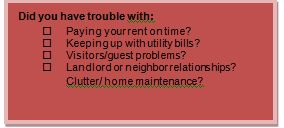 Did you have trouble with:
☐ Paying your rent on time?
☐ Keeping up with utility bills?
☐ Visitors/guest problems?
☐ Landlord or neighbor relationships?
Clutter/ home maintenance?